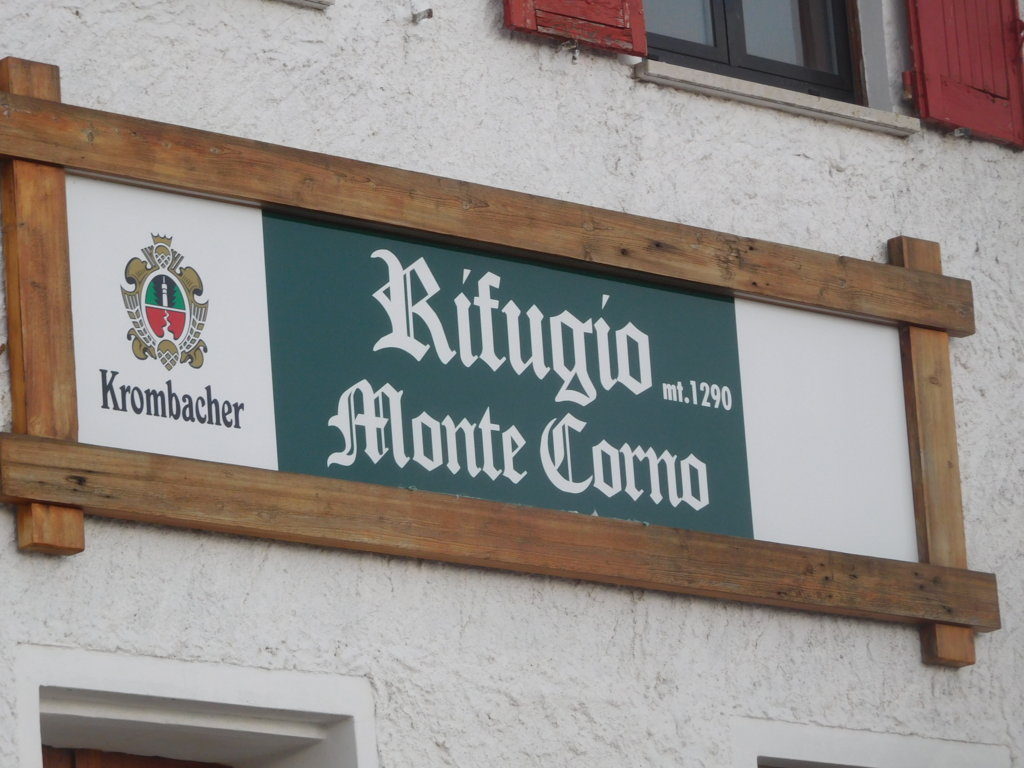 Krombacher
Rifugio
mt.1290
Monte Corno